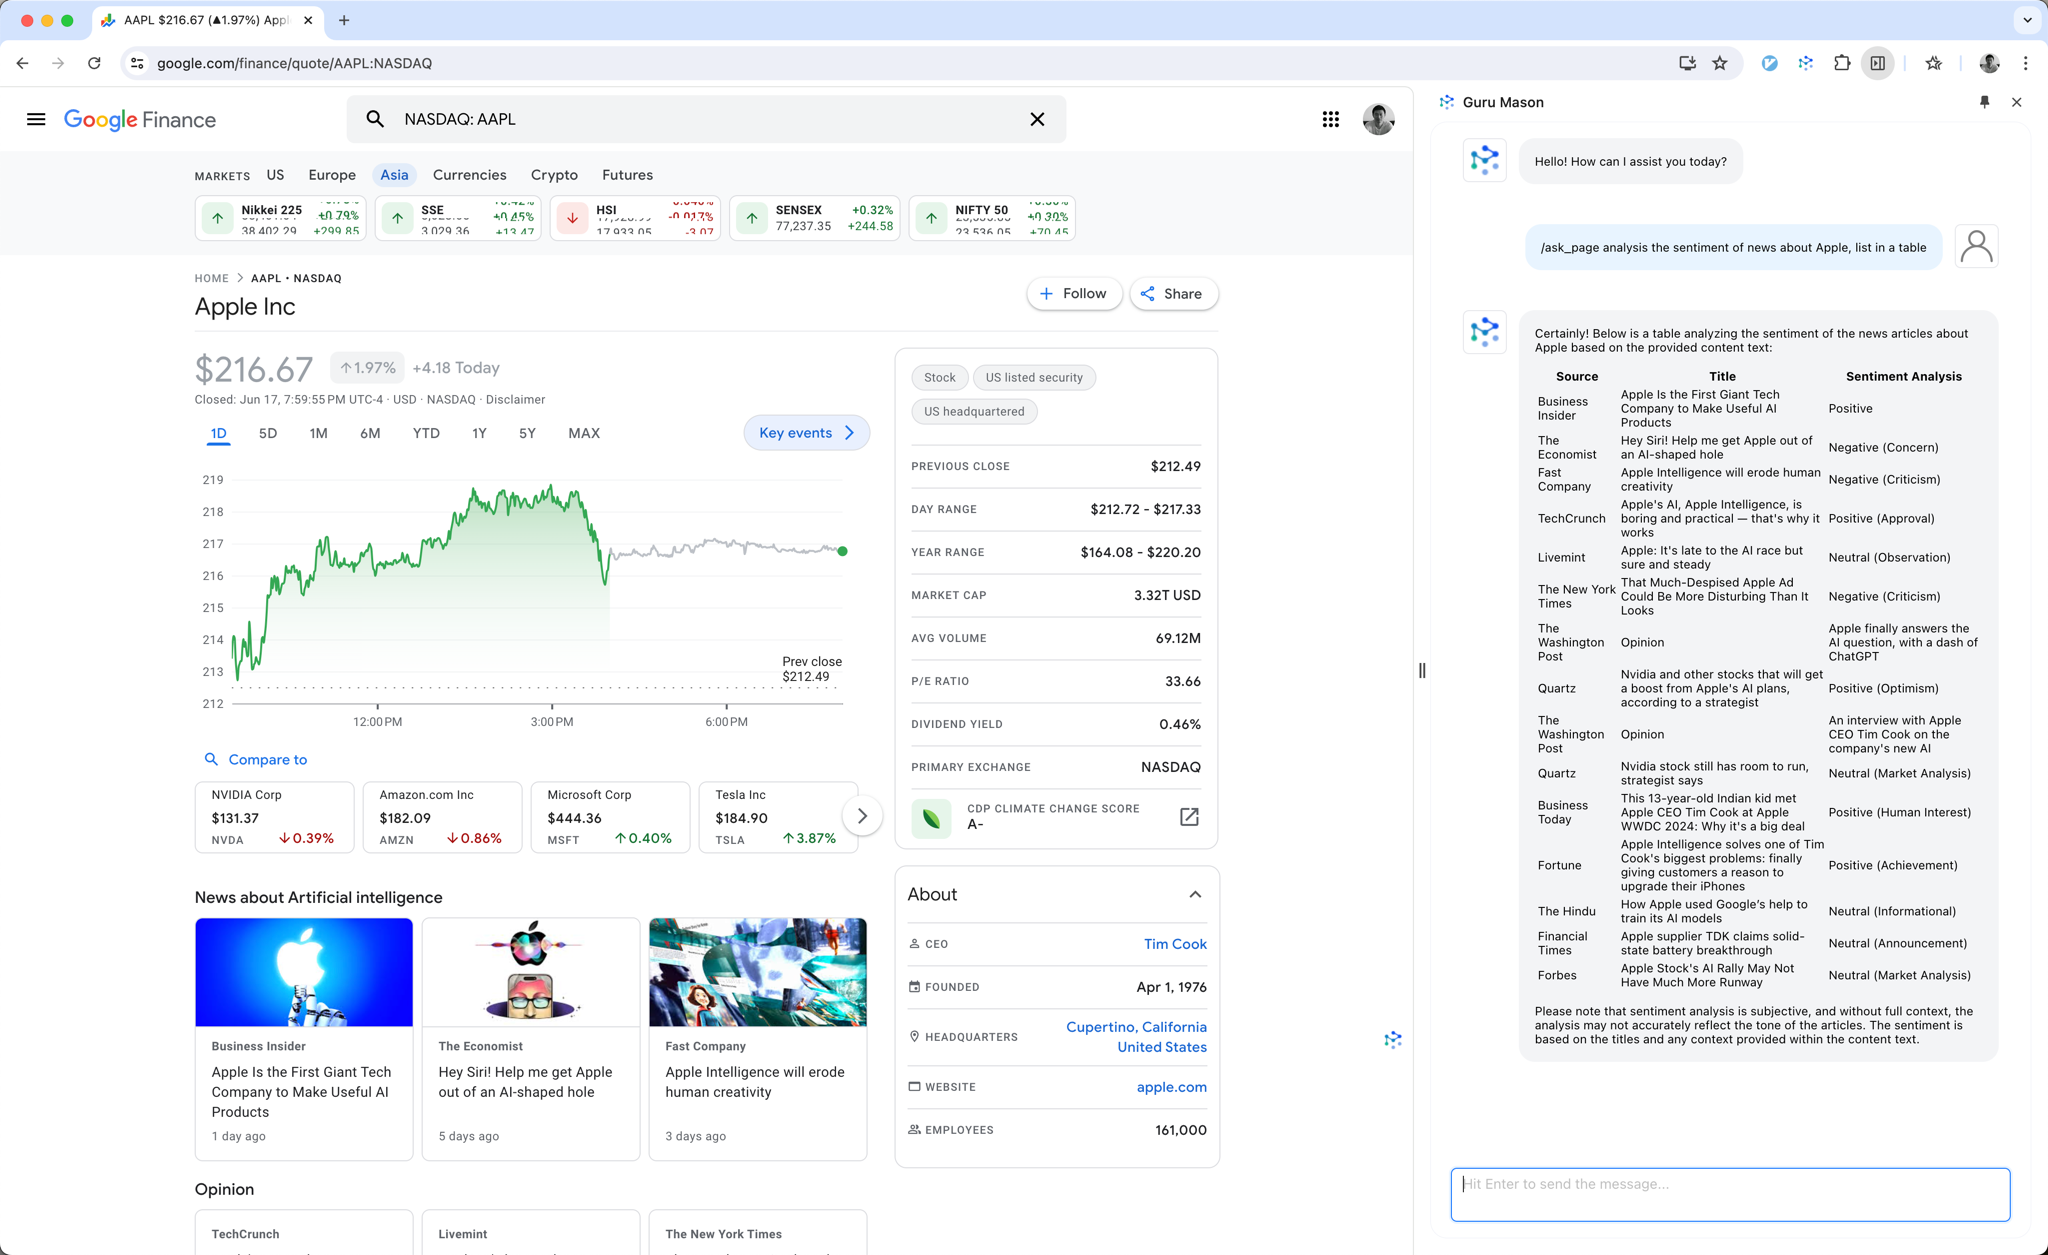 AAPL $216.67 (▲1.97%) Appl
google.com/finance/quote/AAPL:NASDAQ
Google Finance
NASDAQ: AAPL
MARKETS
US
Europe
Asia
Currencies
Crypto
Futures
Nikkei 225
+0.79%
38,402.29
+299.85
SSE
+0.45%
3,029.36
+13.47
HSI
-0.017%
17,933.05
-3.07
SENSEX
+0.32%
77,237.35
+244.58
NIFTY 50
+0.30%
23,536.05
+70.45
HOME > AAPL • NASDAQ
Apple Inc
Follow
Share
$216.67
↑1.97%
+4.18 Today
Closed: Jun 17, 7:59:55 PM UTC-4 · USD · NASDAQ · Disclaimer
1D
5D
1M
6M
YTD
1Y
5Y
MAX
Key events
219
218
217
216
215
214
213
212
Prev close
$212.49
12:00 PM
3:00 PM
6:00 PM
Compare to
NVIDIA Corp
$131.37
NVDA
↓0.39%
Amazon.com Inc
$182.09
AMZN
↓0.86%
Microsoft Corp
$444.36
MSFT
↑0.40%
Tesla Inc
$184.90
TSLA
↑3.87%
News about Artificial intelligence
Business Insider
Apple Is the First Giant Tech
Company to Make Useful AI
Products
1 day ago
The Economist
Hey Siri! Help me get Apple
out of an AI-shaped hole
5 days ago
Fast Company
Apple Intelligence will erode
human creativity
3 days ago
Opinion
TechCrunch
Livemint
The New York Times
Stock
US listed security
US headquartered
PREVIOUS CLOSE
$212.49
DAY RANGE
$212.72 - $217.33
YEAR RANGE
$164.08 - $220.20
MARKET CAP
3.32T USD
AVG VOLUME
69.12M
P/E RATIO
33.66
DIVIDEND YIELD
0.46%
PRIMARY EXCHANGE
NASDAQ
CDP CLIMATE CHANGE SCORE
A-
About
CEO
Tim Cook
FOUNDED
Apr 1, 1976
HEADQUARTERS
Cupertino, California
United States
WEBSITE
apple.com
EMPLOYEES
161,000
Guru Mason
Hello! How can I assist you today?
/ask_page analysis the sentiment of news about Apple, list in a table
Certainly! Below is a table analyzing the sentiment of the news articles about
Apple based on the provided content text:
Source
Title
Sentiment Analysis
Business
Insider
Apple Is the First Giant Tech
Company to Make Useful AI
Products
Positive
The
Economist
Hey Siri! Help me get Apple out of
an AI-shaped hole
Negative (Concern)
Fast
Company
Apple Intelligence will erode human
creativity
Negative (Criticism)
TechCrunch
Apple's AI, Apple Intelligence, is
boring and practical — that's why it
works
Positive (Approval)
Livemint
Apple: It's late to the AI race but
sure and steady
Neutral (Observation)
The New York
Times
That Much-Despised Apple Ad
Could Be More Disturbing Than It
Looks
Negative (Criticism)
The
Washington
Post
Opinion
Apple finally answers the
AI question, with a dash of
ChatGPT
Quartz
Nvidia and other stocks that will get
a boost from Apple's AI plans,
according to a strategist
Positive (Optimism)
The
Washington
Post
Opinion
An interview with Apple
CEO Tim Cook on the
company's new AI
Quartz
Nvidia stock still has room to run,
strategist says
Neutral (Market Analysis)
Business
Today
This 13-year-old Indian kid met
Apple CEO Tim Cook at Apple
WWDC 2024: Why it's a big deal
Positive (Human Interest)
Fortune
Apple Intelligence solves one of Tim
Cook's biggest problems: finally
giving customers a reason to
upgrade their iPhones
Positive (Achievement)
The Hindu
How Apple used Google’s help to
train its AI models
Neutral (Informational)
Financial
Times
Apple supplier TDK claims solid-
state battery breakthrough
Neutral (Announcement)
Forbes
Apple Stock's AI Rally May Not
Have Much More Runway
Neutral (Market Analysis)
Please note that sentiment analysis is subjective, and without full context, the
analysis may not accurately reflect the tone of the articles. The sentiment is
based on the titles and any context provided within the content text.
Hit Enter to send the message...